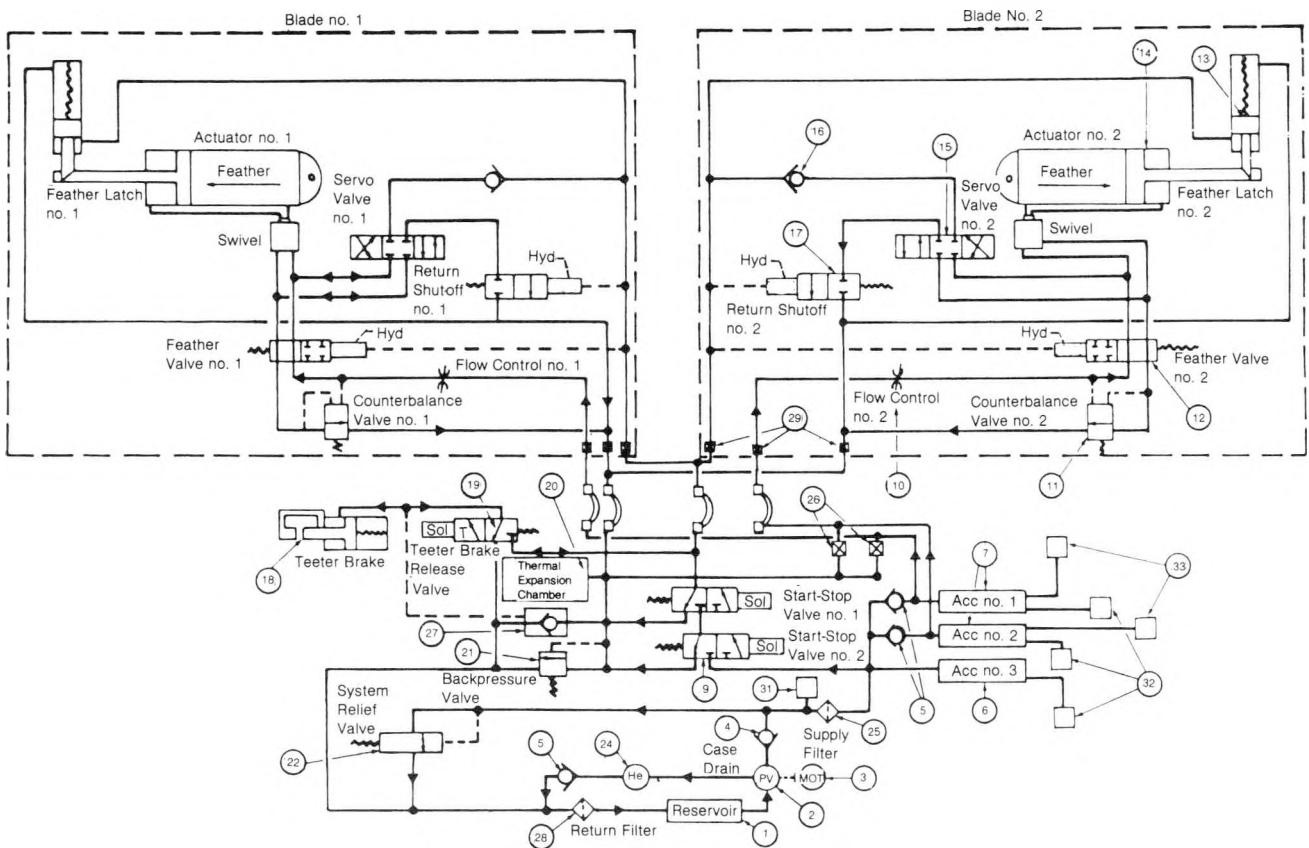 Blade no. 1
Blade No. 2
14
13
Actuator no. 1
Actuator no. 2
16
15
Feather
Feather
Servo
Valve
no. 1
Servo
Valve
no. 2
Feather Latch
no. 1
Feather Latch
no. 2
Swivel
Swivel
17
Hyd
Hyd
Return
Shutoff
no. 1
Return Shutoff
no. 2
Hyd
Hyd
Feather
Valve no. 1
Feather Valve
no. 2
Flow Control no. 1
Flow Control
no. 2
12
Counterbalance
Valve no. 1
Counterbalance
Valve no. 2
29
10
11
19
20
26
Sol
T
T
7
33
18
Teeter Brake
Teeter Brake
Release
Valve
Thermal
Expansion
Chamber
Start-Stop
Valve no. 1
Sol
Acc no. 1
27
Start-Stop
Valve no. 2
Sol
Acc no. 2
21
Acc no. 3
32
Backpressure
Valve
9
31
5
6
System
Relief
Valve
4
Supply
Filter
25
22
5
24
Case
Drain
He
PV
MOT
3
2
Reservoir
28
Return Filter
1